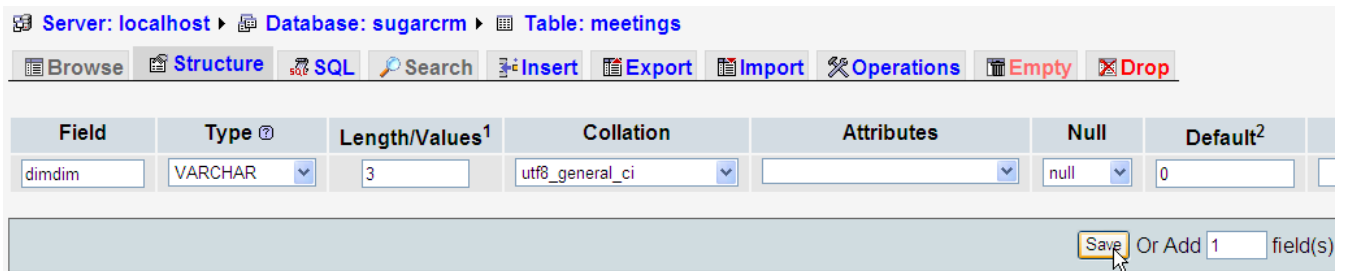 Server: localhost Database: sugarcrm Table: meetings
Browse Structure SQL Search Insert Export Import Operations Empty Drop
Field Type Length/Values1 Collation Attributes Null Default2
dimdim VARCHAR 3 utf8_general_ci null 0
Save Or Add 1 field(s)